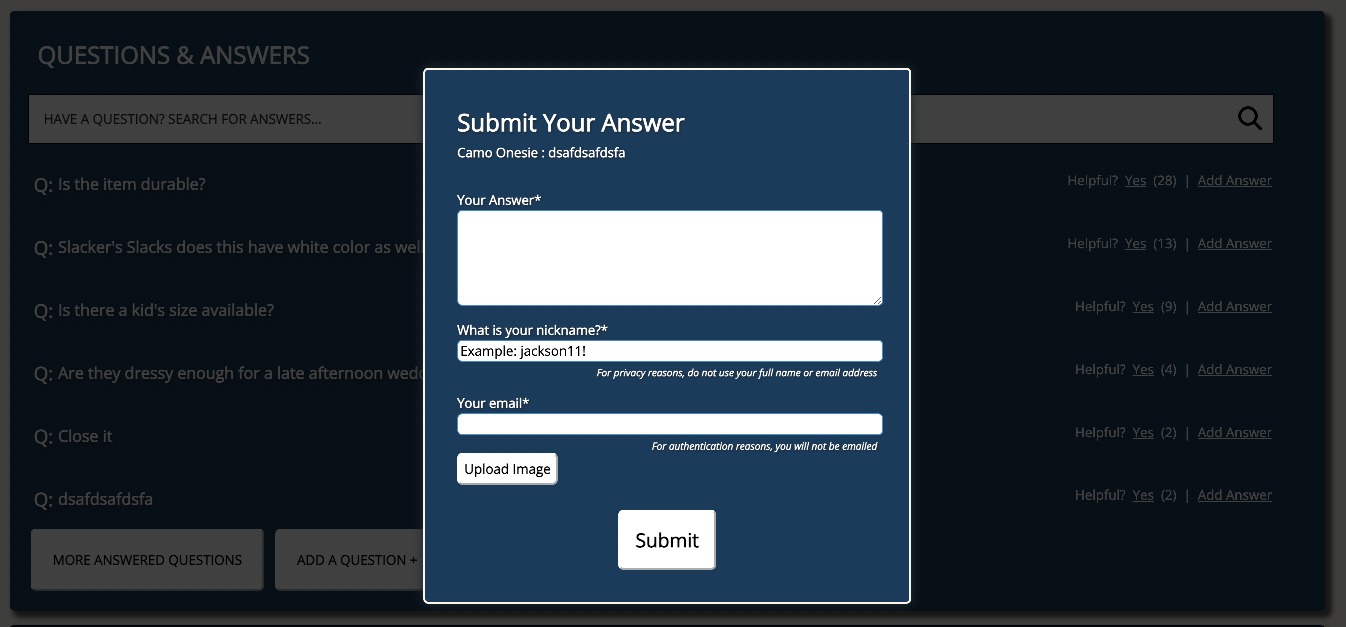 QUESTIONS & ANSWERS
HAVE A QUESTION? SEARCH FOR ANSWERS...
Q: Is the item durable?
Helpful? Yes (28) | Add Answer
Q: Slacker's Slacks does this have white color as well
Helpful? Yes (13) | Add Answer
Q: Is there a kid's size available?
Helpful? Yes (9) | Add Answer
Q: Are they dressy enough for a late afternoon
Helpful? Yes (4) | Add Answer
Q: Close it
Helpful? Yes (2) | Add Answer
Q: dsafdsafdsfa
Helpful? Yes (2) | Add Answer
MORE ANSWERED QUESTIONS
ADD A QUESTION +
Submit Your Answer
Camo Onesie : dsafdsafdsfa
Your Answer*
What is your nickname?*
Example: jackson11!
For privacy reasons, do not use your full name or email address
Your email*
For authentication reasons, you will not be emailed
Upload Image
Submit